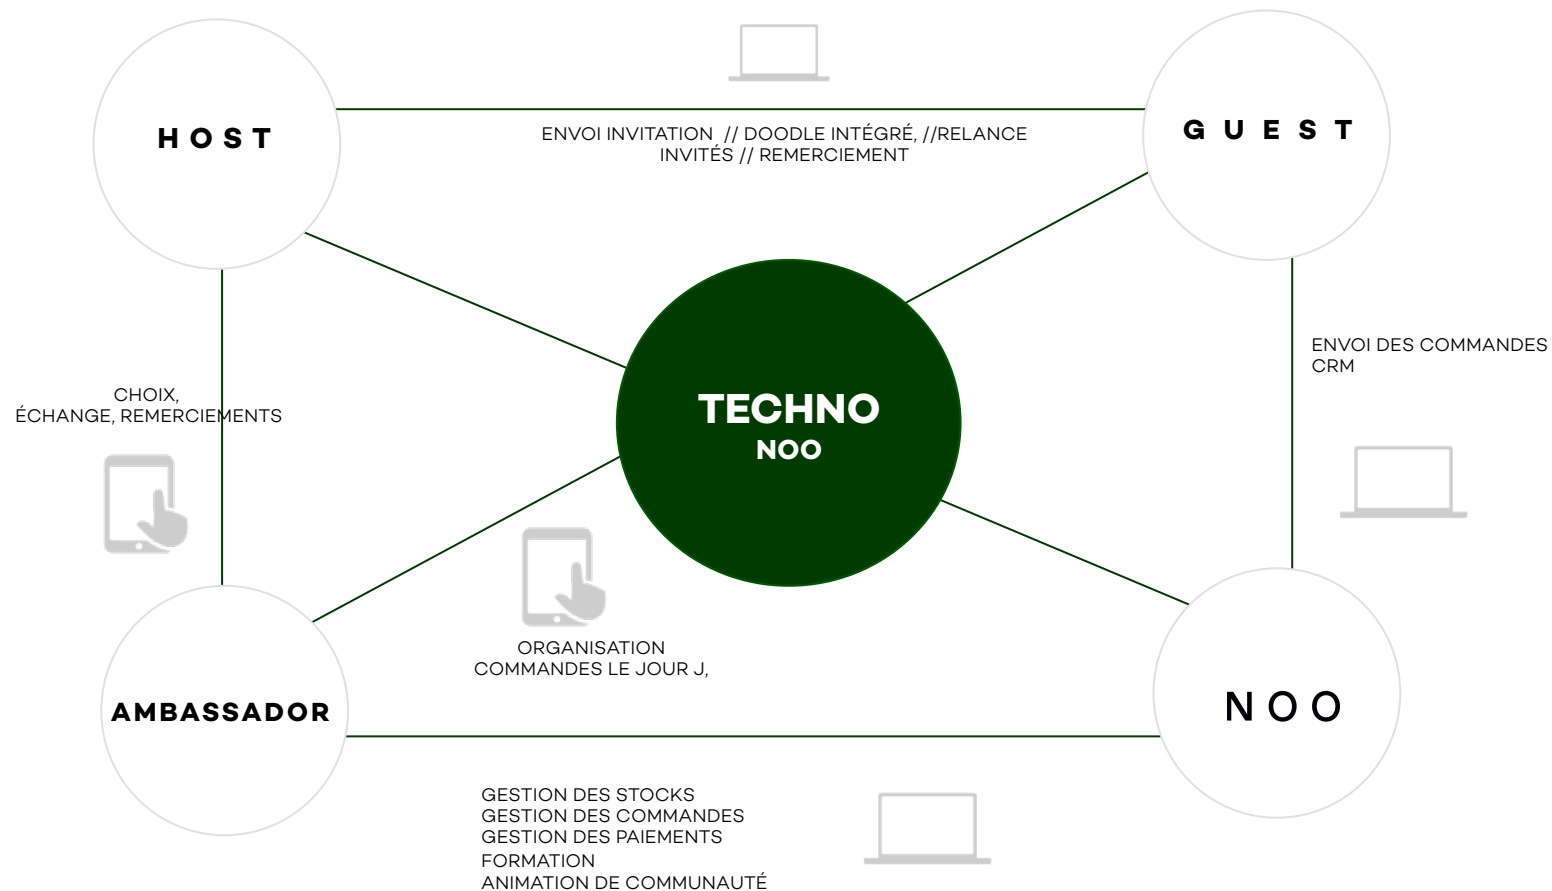 HOST
GUEST
ENVOI INVITATION // DOODLE INTÉGRÉ, //RELANCE
INVITÉS // REMERCIEMENT
ENVOI DES COMMANDES
CRM
CHOIX,
ÉCHANGE, REMERCIEMENTS
TECHNO
NOO
ORGANISATION
COMMANDES LE JOUR J,
AMBASSADOR
NOO
GESTION DES STOCKS
GESTION DES COMMANDES
GESTION DES PAIEMENTS
FORMATION
ANIMATION DE COMMUNAUTÉ